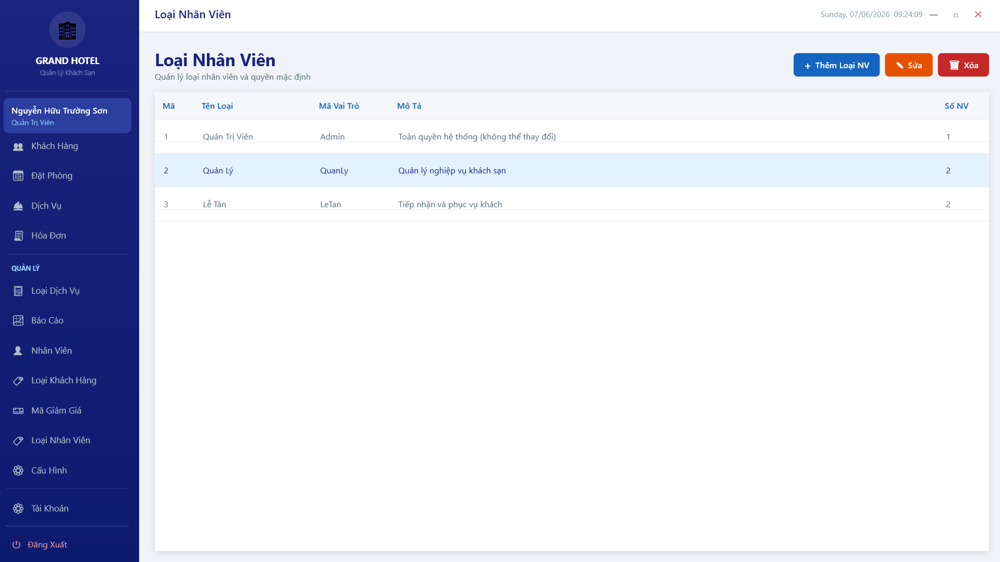 GRAND HOTEL
Quản Lý Khách Sạn
Nguyễn Hữu Trường Sơn
Quản Trị Viên
Khách Hàng
Đặt Phòng
Dịch Vụ
Hóa Đơn
QUẢN LÝ
Loại Dịch Vụ
Báo Cáo
Nhân Viên
Loại Khách Hàng
Mã Giảm Giá
Loại Nhân Viên
Cấu Hình
Tài Khoản
Đăng Xuất
Loại Nhân Viên
Sunday, 07/06/2026 09:24:09
Loại Nhân Viên
Quản lý loại nhân viên và quyền mặc định
+ Thêm Loại NV
Sửa
Xóa
Mã Tên Loại Mã Vai Trò Mô Tả Số NV
1 Quản Trị Viên Admin Toàn quyền hệ thống (không thể thay đổi) 1
2 Quản Lý QuanLy Quản lý nghiệp vụ khách sạn 2
3 Lễ Tân LeTan Tiếp nhận và phục vụ khách 2